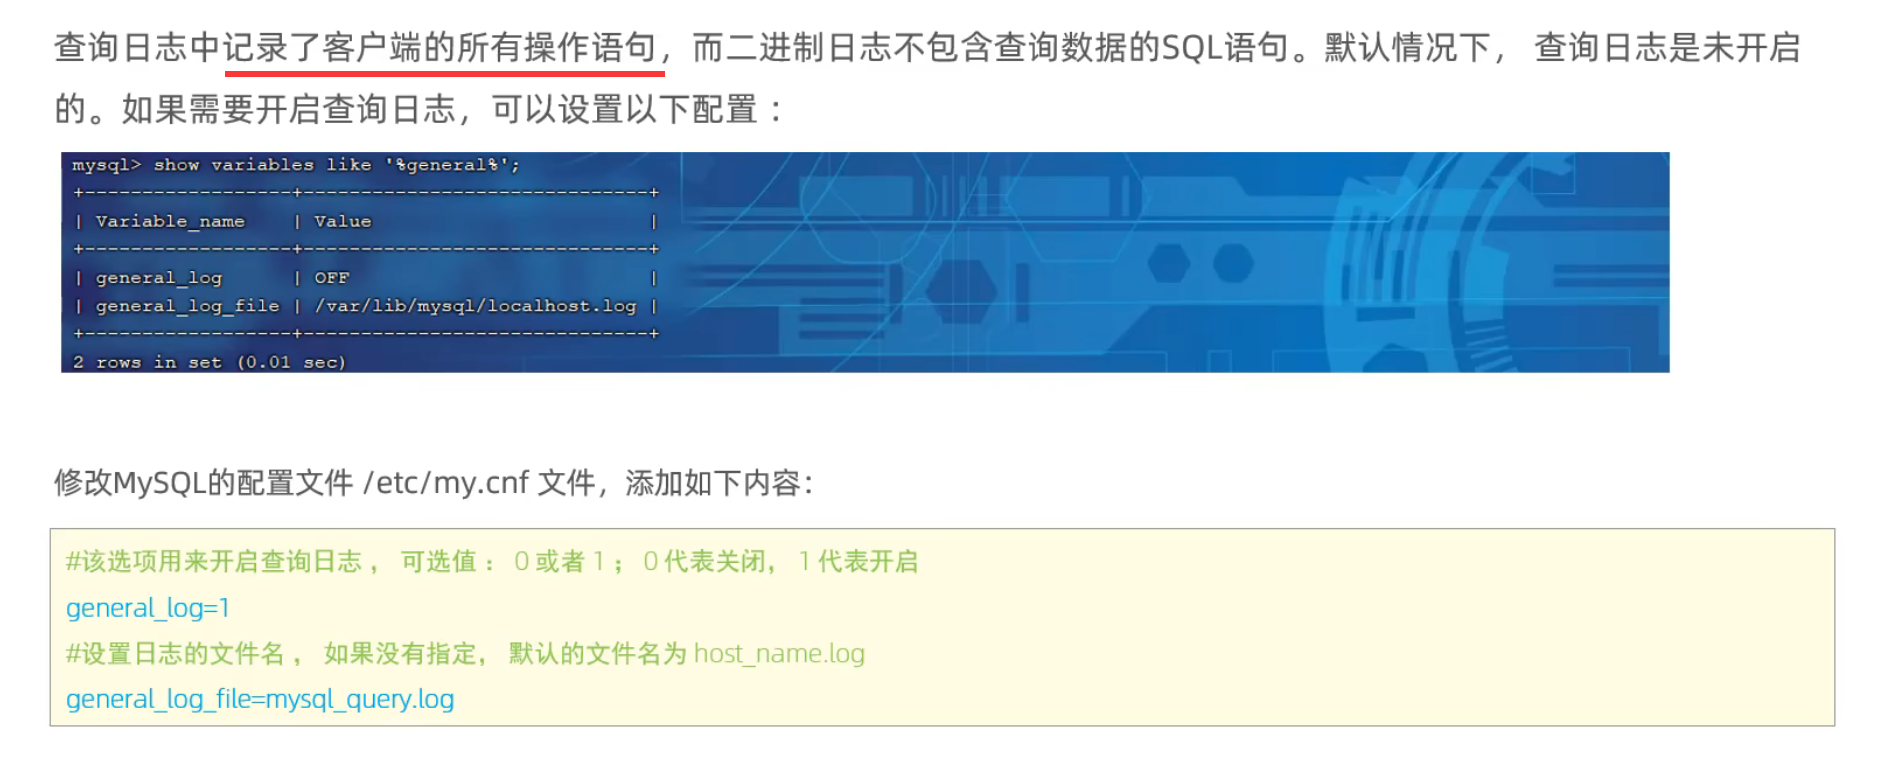 查询日志中记录了客户端的所有操作语句，而二进制日志不包含查询数据的SQL语句。默认情况下， 查询日志是未开启
的。如果需要开启查询日志，可以设置以下配置 ：
mysql> show variables like '%general%';
+------------------+------------------------------+
| Variable_name    | Value                        |
+------------------+------------------------------+
| general_log      | OFF                          |
| general_log_file | /var/lib/mysql/localhost.log |
+------------------+------------------------------+
2 rows in set (0.01 sec)
修改MySQL的配置文件 /etc/my.cnf 文件，添加如下内容：
#该选项用来开启查询日志 ， 可选值 ： 0 或者 1 ； 0 代表关闭， 1 代表开启
general_log=1
#设置日志的文件名 ， 如果没有指定， 默认的文件名为 host_name.log
general_log_file=mysql_query.log